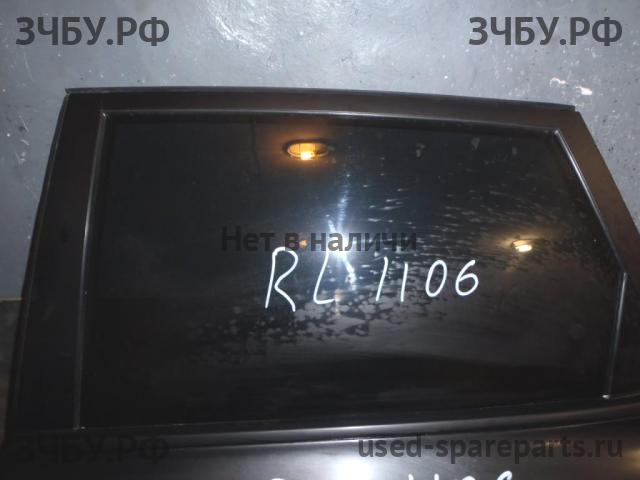 ЗЧБУ.РФ ЗЧБУ.РФ
Нет в наличи
RL 1106
ЗЧБУ.РФ used-spareparts.ru